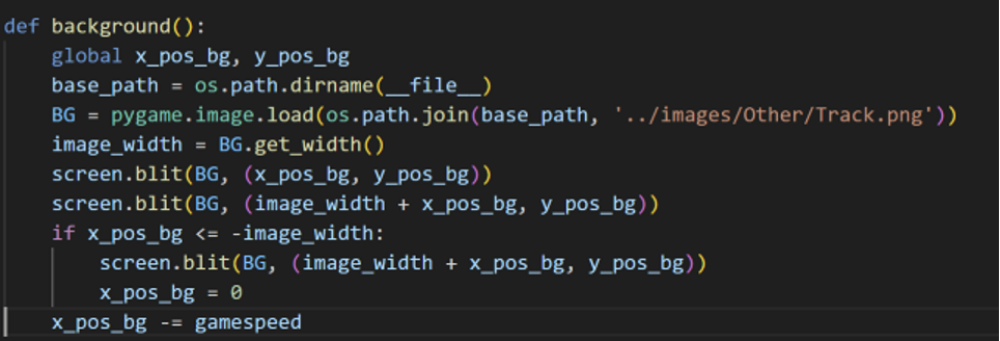 def background():
    global x_pos_bg, y_pos_bg
    base_path = os.path.dirname(__file__)
    BG = pygame.image.load(os.path.join(base_path, '../images/Other/Track.png'))
    image_width = BG.get_width()
    screen.blit(BG, (x_pos_bg, y_pos_bg))
    screen.blit(BG, (image_width + x_pos_bg, y_pos_bg))
    if x_pos_bg <= -image_width:
        screen.blit(BG, (image_width + x_pos_bg, y_pos_bg))
        x_pos_bg = 0
    x_pos_bg -= gamespeed